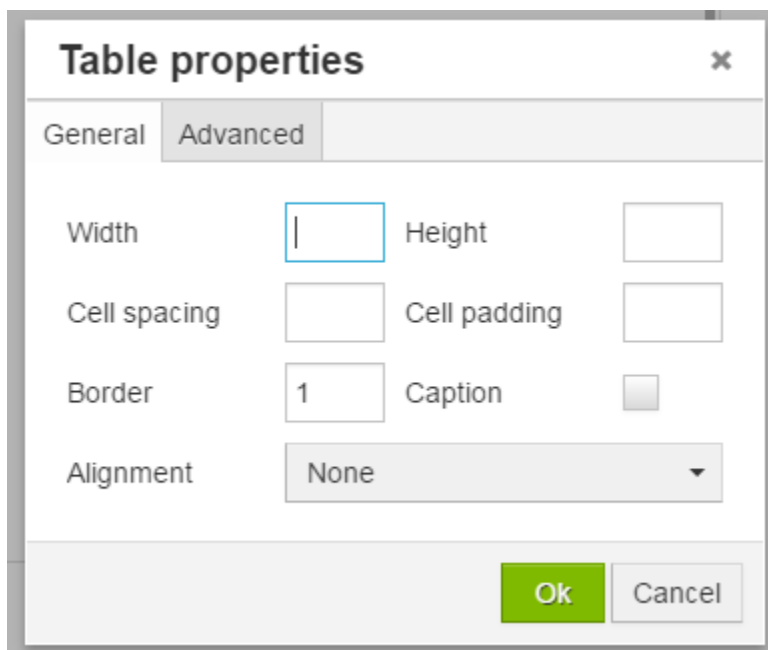 Table properties
General Advanced
Width Height
Cell spacing Cell padding
Border 1 Caption
Alignment None
Ok Cancel